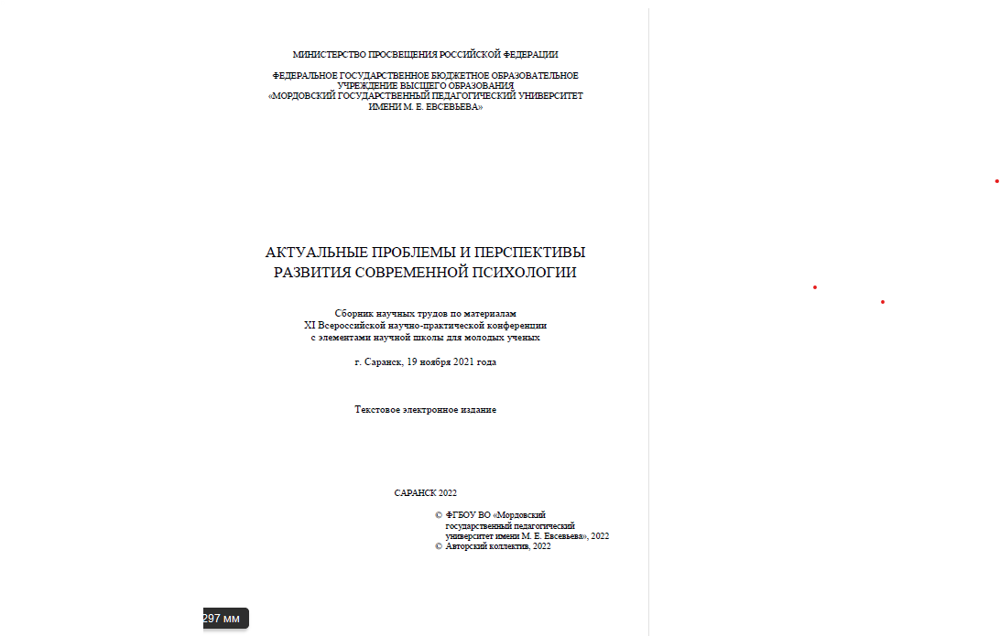 МИНИСТЕРСТВО ПРОСВЕЩЕНИЯ РОССИЙСКОЙ ФЕДЕРАЦИИ
ФЕДЕРАЛЬНОЕ ГОСУДАРСТВЕННОЕ БЮДЖЕТНОЕ ОБРАЗОВАТЕЛЬНОЕ
УЧРЕЖДЕНИЕ ВЫСШЕГО ОБРАЗОВАНИЯ
«МОРДОВСКИЙ ГОСУДАРСТВЕННЫЙ ПЕДАГОГИЧЕСКИЙ УНИВЕРСИТЕТ
ИМЕНИ М. Е. ЕВСЕВЬЕВА»
АКТУАЛЬНЫЕ ПРОБЛЕМЫ И ПЕРСПЕКТИВЫ
РАЗВИТИЯ СОВРЕМЕННОЙ ПСИХОЛОГИИ
Сборник научных трудов по материалам
XI Всероссийской научно-практической конференции
с элементами научной школы для молодых ученых
г. Саранск, 19 ноября 2021 года
Текстовое электронное издание
САРАНСК 2022
© ФГБОУ ВО «Мордовский
государственный педагогический
университет имени М. Е. Евсевьева», 2022
© Авторский коллектив, 2022
297 мм